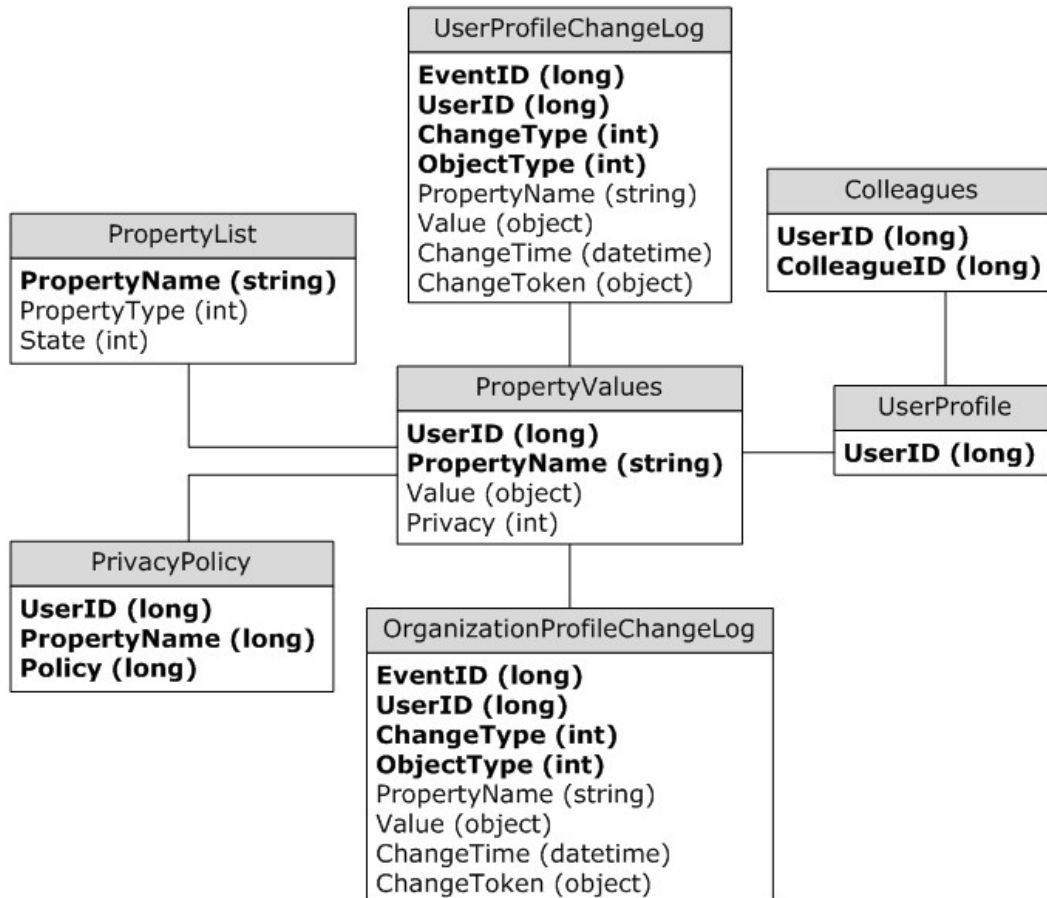 UserProfileChangeLog
EventID (long)
UserID (long)
ChangeType (int)
ObjectType (int)
PropertyName (string)
Value (object)
ChangeTime (datetime)
ChangeToken (object)
Colleagues
UserID (long)
ColleagueID (long)
PropertyList
PropertyName (string)
PropertyType (int)
State (int)
PropertyValues
UserID (long)
PropertyName (string)
Value (object)
Privacy (int)
UserProfile
UserID (long)
PrivacyPolicy
UserID (long)
PropertyName (long)
Policy (long)
OrganizationProfileChangeLog
EventID (long)
UserID (long)
ChangeType (int)
ObjectType (int)
PropertyName (string)
Value (object)
ChangeTime (datetime)
ChangeToken (object)